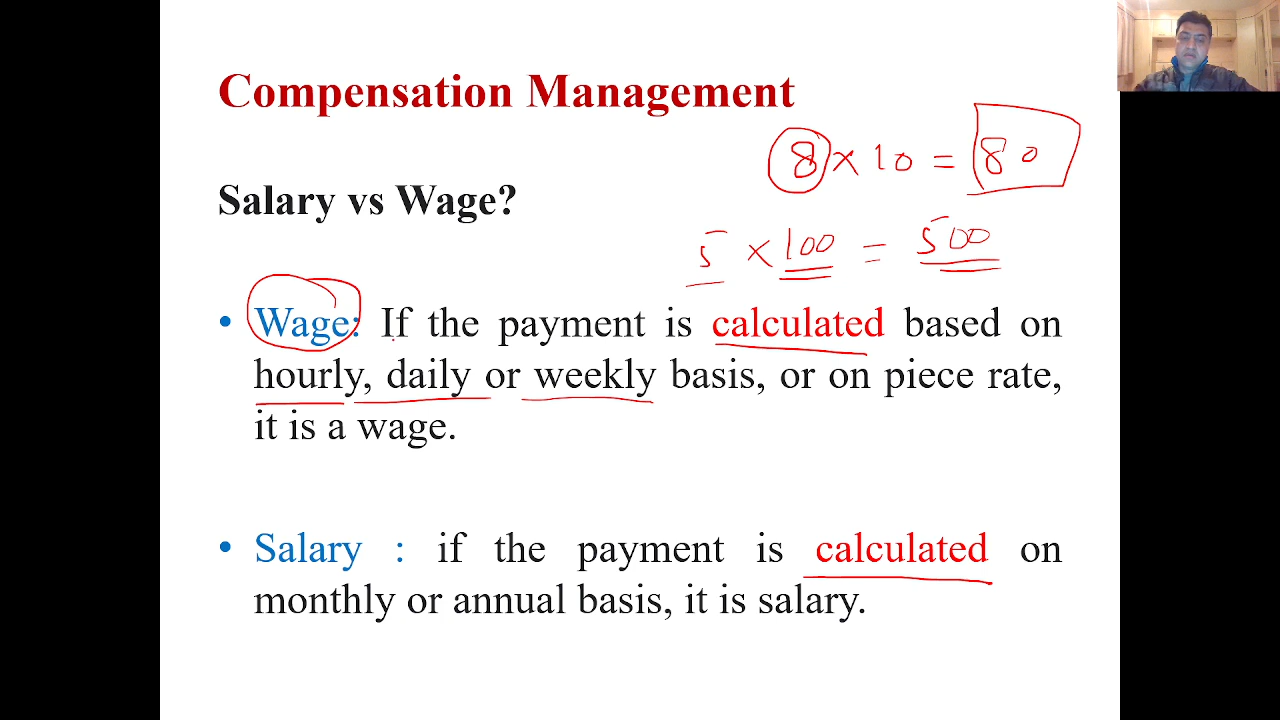 Compensation Management
8 × 10 = 80
Salary vs Wage?
5 × 100 = 500
• Wage: If the payment is calculated based on
hourly, daily or weekly basis, or on piece rate,
it is a wage.
• Salary : if the payment is calculated on
monthly or annual basis, it is salary.